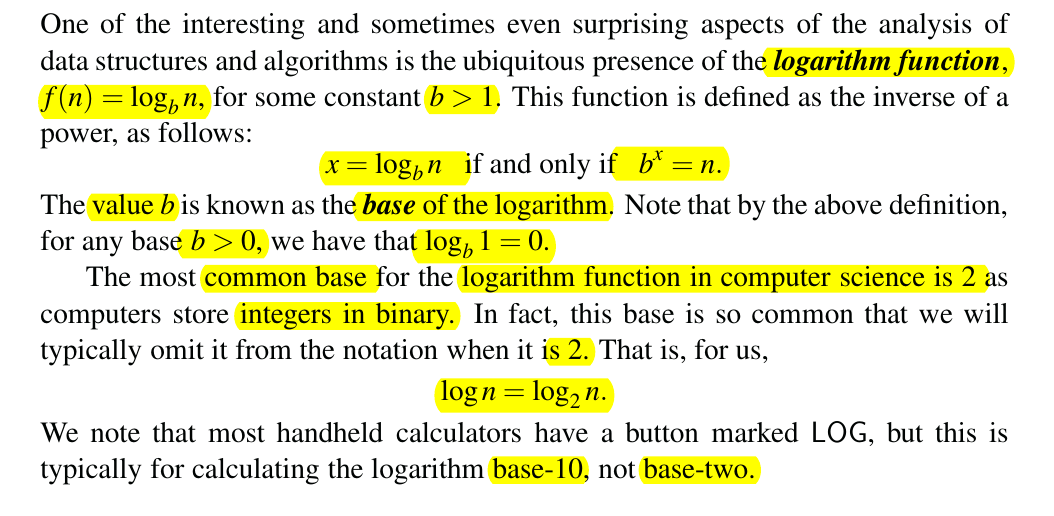 One of the interesting and sometimes even surprising aspects of the analysis of
data structures and algorithms is the ubiquitous presence of the logarithm function,
f(n) = log_b n, for some constant b > 1. This function is defined as the inverse of a
power, as follows:
x = log_b n if and only if b^x = n.
The value b is known as the base of the logarithm. Note that by the above definition,
for any base b > 0, we have that log_b 1 = 0.
The most common base for the logarithm function in computer science is 2 as
computers store integers in binary. In fact, this base is so common that we will
typically omit it from the notation when it is 2. That is, for us,
log n = log_2 n.
We note that most handheld calculators have a button marked LOG, but this is
typically for calculating the logarithm base-10, not base-two.